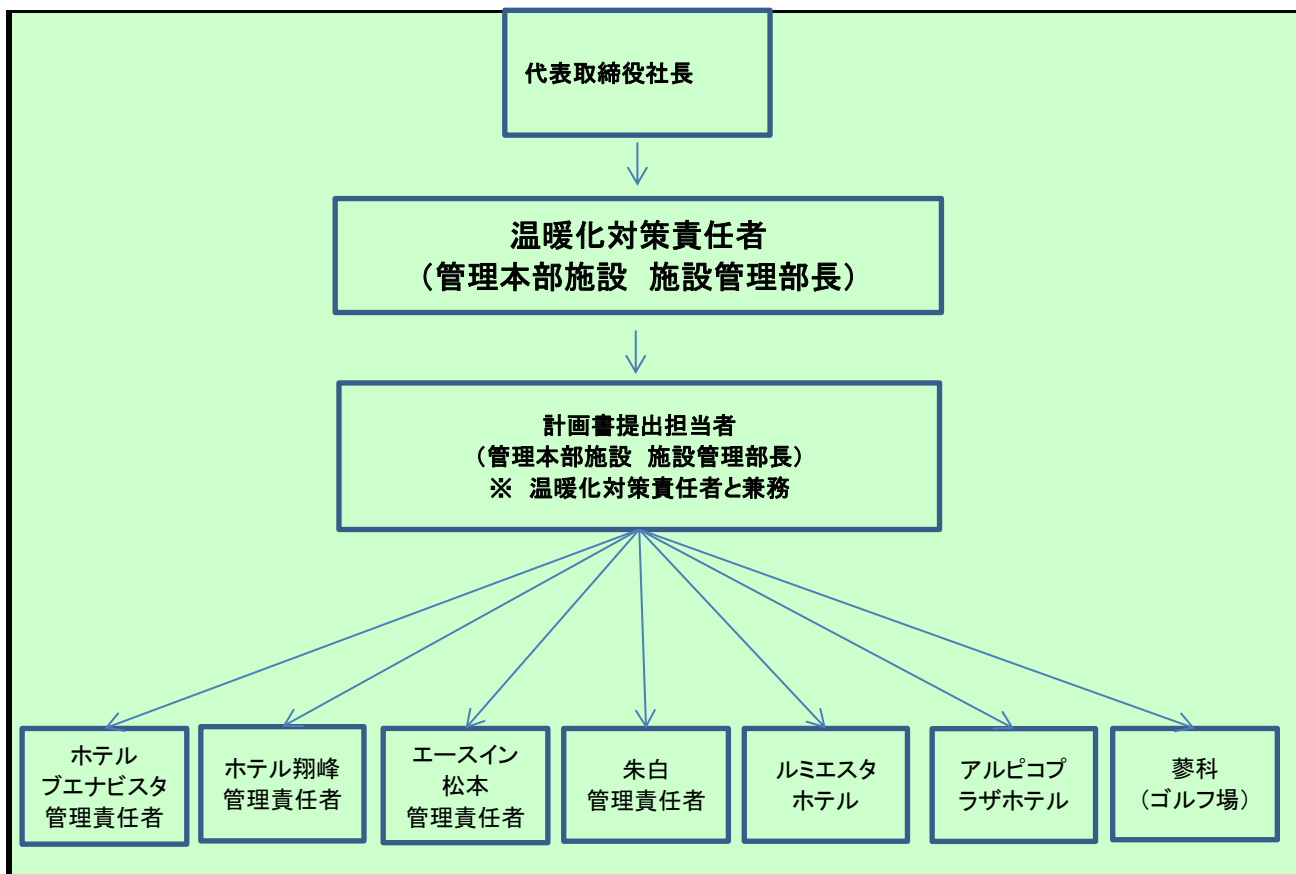 代表取締役社長
温暖化対策責任者
（管理本部施設　施設管理部長）
計画書提出担当者
（管理本部施設　施設管理部長）
※　温暖化対策責任者と兼務
ホテル
ブエナビスタ
管理責任者
ホテル翔峰
管理責任者
エースイン
松本
管理責任者
朱白
管理責任者
ルミエスタ
ホテル
アルピコプ
ラザホテル
蓼科
（ゴルフ場）